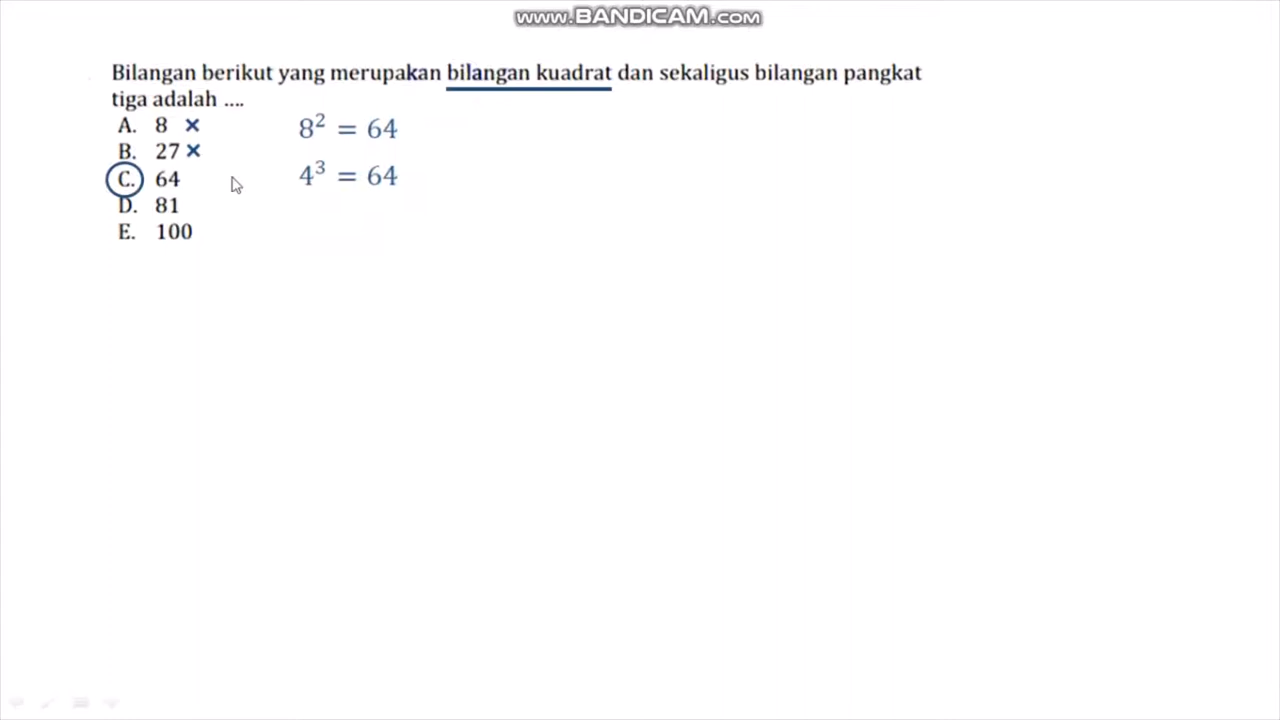 www.BANDICAM.com
Bilangan berikut yang merupakan bilangan kuadrat dan sekaligus bilangan pangkat
tiga adalah ....
A. 8 × 8² = 64
B. 27 ×
C. 64 4³ = 64
D. 81
E. 100